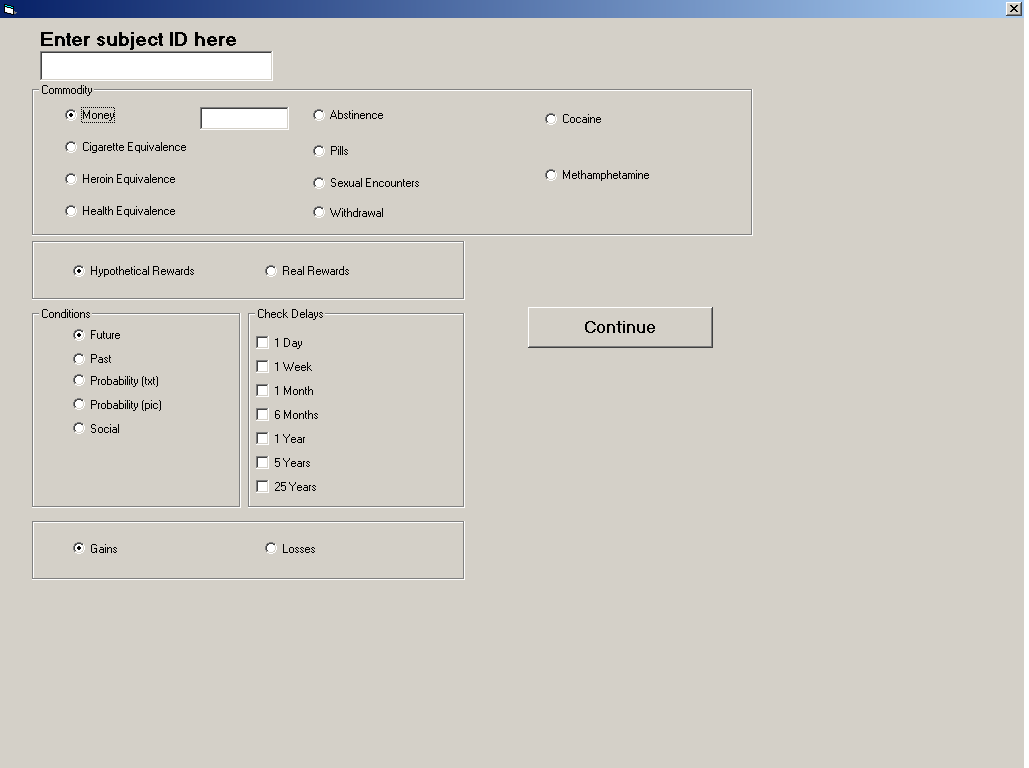 Enter subject ID here
Commodity
Money
Abstinence
Cocaine
Cigarette Equivalence
Pills
Heroin Equivalence
Sexual Encounters
Methamphetamine
Health Equivalence
Withdrawal
Hypothetical Rewards
Real Rewards
Conditions
Future
Past
Probability (txt)
Probability (pic)
Social
Check Delays
1 Day
1 Week
1 Month
6 Months
1 Year
5 Years
25 Years
Continue
Gains
Losses